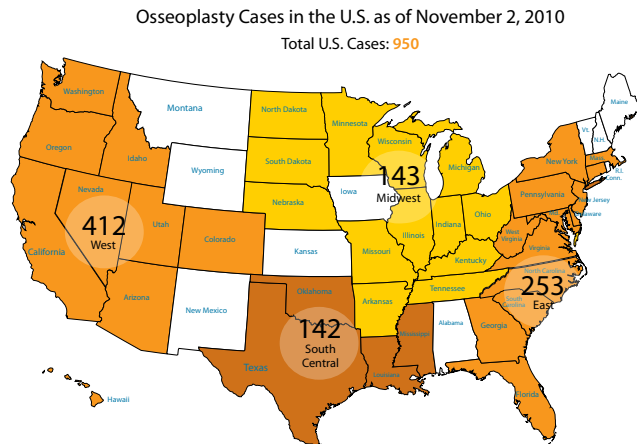 Osseoplasty Cases in the U.S. as of November 2, 2010
Total U.S. Cases: 950
Washington
Montana
North Dakota
Minnesota
Maine
Vt.
N.H.
Oregon
Idaho
Wisconsin
Michigan
New York
Mass.
R.I.
Conn.
South Dakota
Wyoming
143
Midwest
Iowa
Nevada
Nebraska
Pennsylvania
New Jersey
Ohio
412
West
Utah
Colorado
Illinois
Indiana
West
Virginia
Virginia
Md.
Delaware
California
Kansas
Missouri
Kentucky
North Carolina
Tennessee
253
East
Arizona
New Mexico
Oklahoma
Arkansas
South
Carolina
142
South
Central
Mississippi
Alabama
Georgia
Texas
Louisiana
Florida
Hawaii